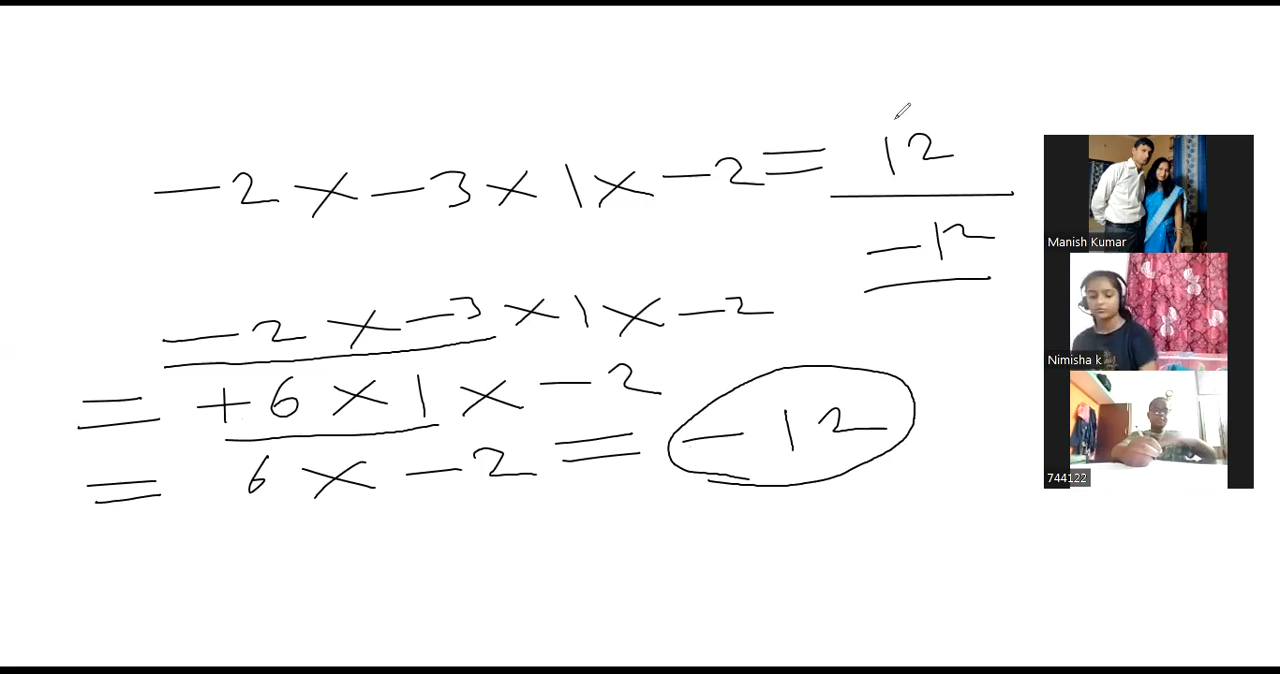 −2 × −3 × 1 × −2 = 12
−12
−2 × −3 × 1 × −2
= +6 × 1 × −2
= 6 × −2 = −12
Manish Kumar
Nimisha k
744122